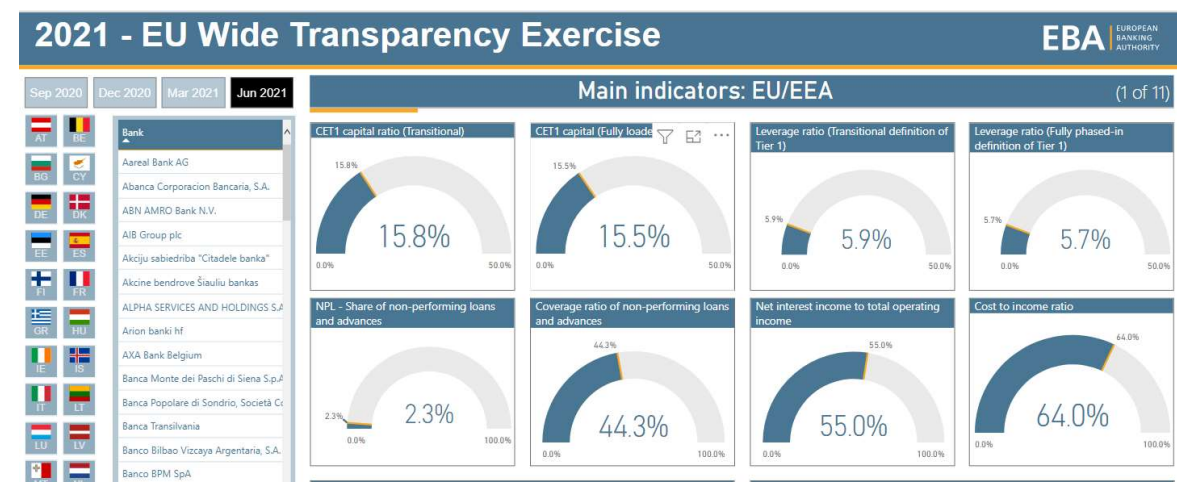 2021 - EU Wide Transparency Exercise
EBA
EUROPEAN
BANKING
AUTHORITY
Sep 2020 Dec 2020 Mar 2021 Jun 2021
Main indicators: EU/EEA
(1 of 11)
AT BE
BG CY
DE DK
EE ES
FI FR
GR HU
IE IS
IT LT
LU LV
Bank
Aareal Bank AG
Abanca Corporacion Bancaria, S.A.
ABN AMRO Bank N.V.
AIB Group plc
Akciju sabiedriba "Citadele banka"
Akcine bendrove Šiauliu bankas
ALPHA SERVICES AND HOLDINGS S.A
Arion banki hf
AXA Bank Belgium
Banca Monte dei Paschi di Siena S.p.A
Banca Popolare di Sondrio, Società Co
Banca Transilvania
Banco Bilbao Vizcaya Argentaria, S.A.
Banco BPM SpA
CET1 capital ratio (Transitional)
15.8%
15.8%
0.0% 50.0%
CET1 capital (Fully loade
15.5%
15.5%
0.0% 50.0%
Leverage ratio (Transitional definition of
Tier 1)
5.9%
5.9%
0.0% 50.0%
Leverage ratio (Fully phased-in
definition of Tier 1)
5.7%
5.7%
0.0% 50.0%
NPL - Share of non-performing loans
and advances
2.3%
2.3%
0.0% 100.0%
Coverage ratio of non-performing loans
and advances
44.3%
44.3%
0.0% 100.0%
Net interest income to total operating
income
55.0%
55.0%
0.0% 100.0%
Cost to income ratio
64.0%
64.0%
0.0% 100.0%